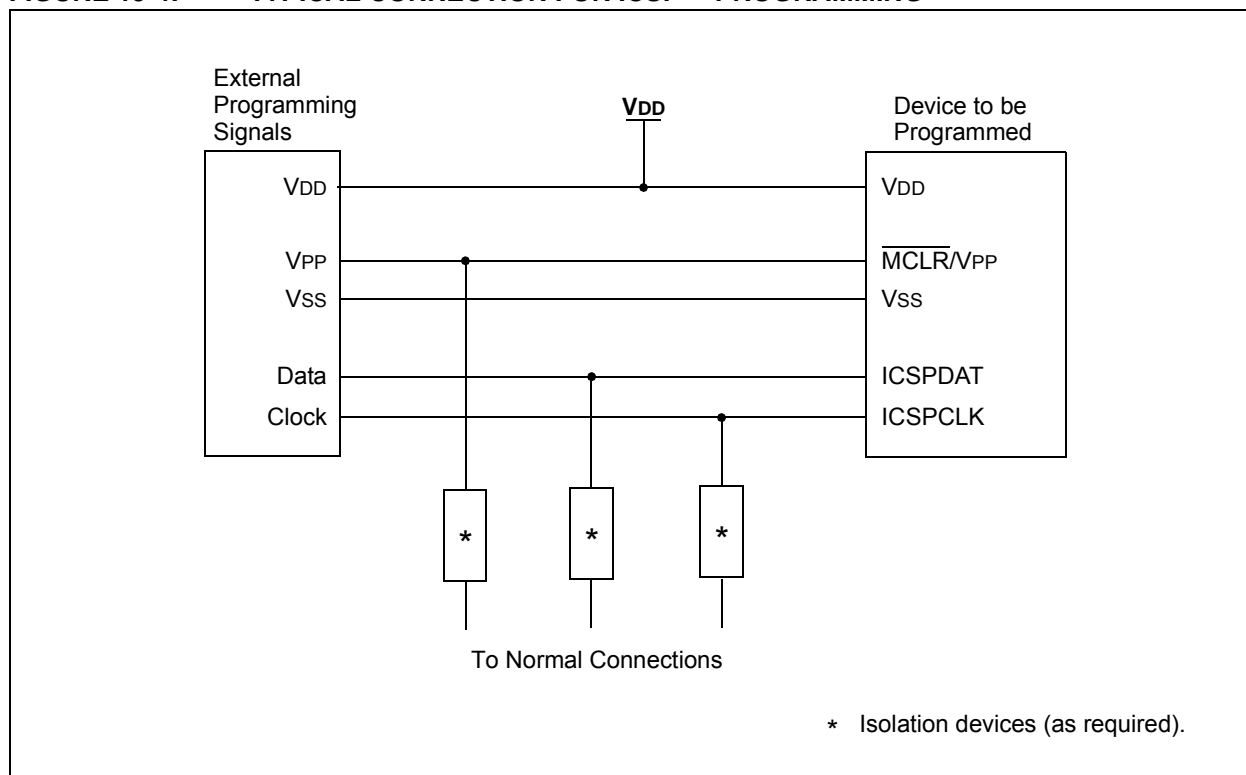 External
Programming
Signals
VDD
Device to be
Programmed
VDD
VDD
VPP
MCLR/VPP
VSS
VSS
Data
ICSPDAT
Clock
ICSPCLK
*
*
*
To Normal Connections
* Isolation devices (as required).